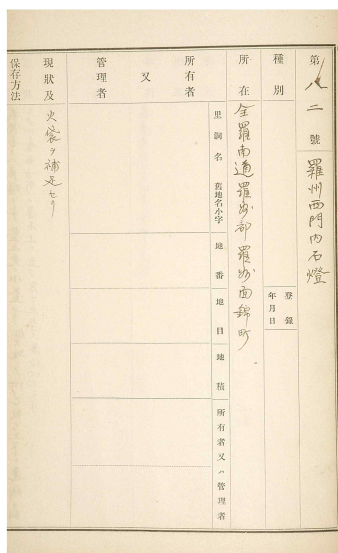 第八二號 羅州西門内石燈
種別
登錄年月日
所在 全羅南道羅州郡羅州面錦町
里洞名 舊地名小字 地番 地目 地積 所有者又ハ管理者
所有者又管理者
現狀及保存方法 火袋ヲ補足セリ